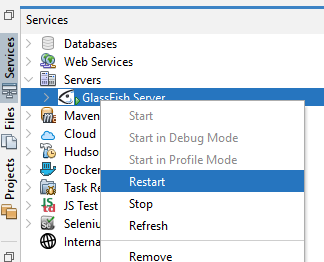 Services
Databases
Web Services
Servers
GlassFish Server
Start
Maven
Start in Debug Mode
Cloud
Start in Profile Mode
Hudso
Restart
Docke
Stop
Task Re
Refresh
JS Test
Seleniu
Remove
Interna
Services
Files
Projects